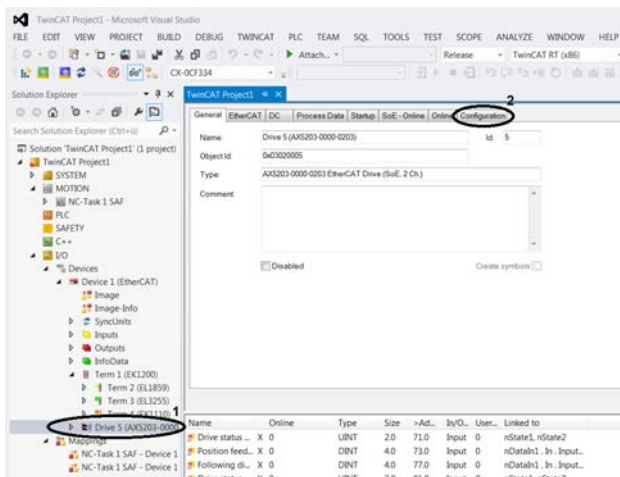 TwinCAT Project1 - Microsoft Visual Studio
FILE EDIT VIEW PROJECT BUILD DEBUG TWINCAT PLC TEAM SQL TOOLS TEST SCOPE ANALYZE WINDOW HELP
Attach... Release TwinCAT RT (x86)
CX-0CF334
Solution Explorer
Search Solution Explorer (Ctrl+ü)
Solution 'TwinCAT Project1' (1 project)
TwinCAT Project1
SYSTEM
MOTION
NC-Task 1 SAF
PLC
SAFETY
C++
I/O
Devices
Device 1 (EtherCAT)
Image
Image-Info
SyncUnits
Inputs
Outputs
InfoData
Term 1 (EK1200)
Term 2 (EL1859)
Term 3 (EL3255)
Term 4 (EK1110)
1
Drive 5 (AX5203-0000
Mappings
NC-Task 1 SAF - Device 1
NC-Task 1 SAF - Device 1
TwinCAT Project1
2
General EtherCAT DC Process Data Startup SoE - Online Online Configuration
Name: Drive 5 (AX5203-0000-0203) Id: 5
Object Id: 0x03020005
Type: AX5203-0000-0203 EtherCAT Drive (SoE, 2 Ch.)
Comment:
Disabled Create symbols
Name Online Type Size >Ad... In/O... User... Linked to
Drive status ... X 0 UINT 2.0 71.0 Input 0 nState1, nState2
Position feed... X 0 DINT 4.0 73.0 Input 0 nDataIn1 . In . Input...
Following di... X 0 DINT 4.0 77.0 Input 0 nDataIn1 . In . Input...